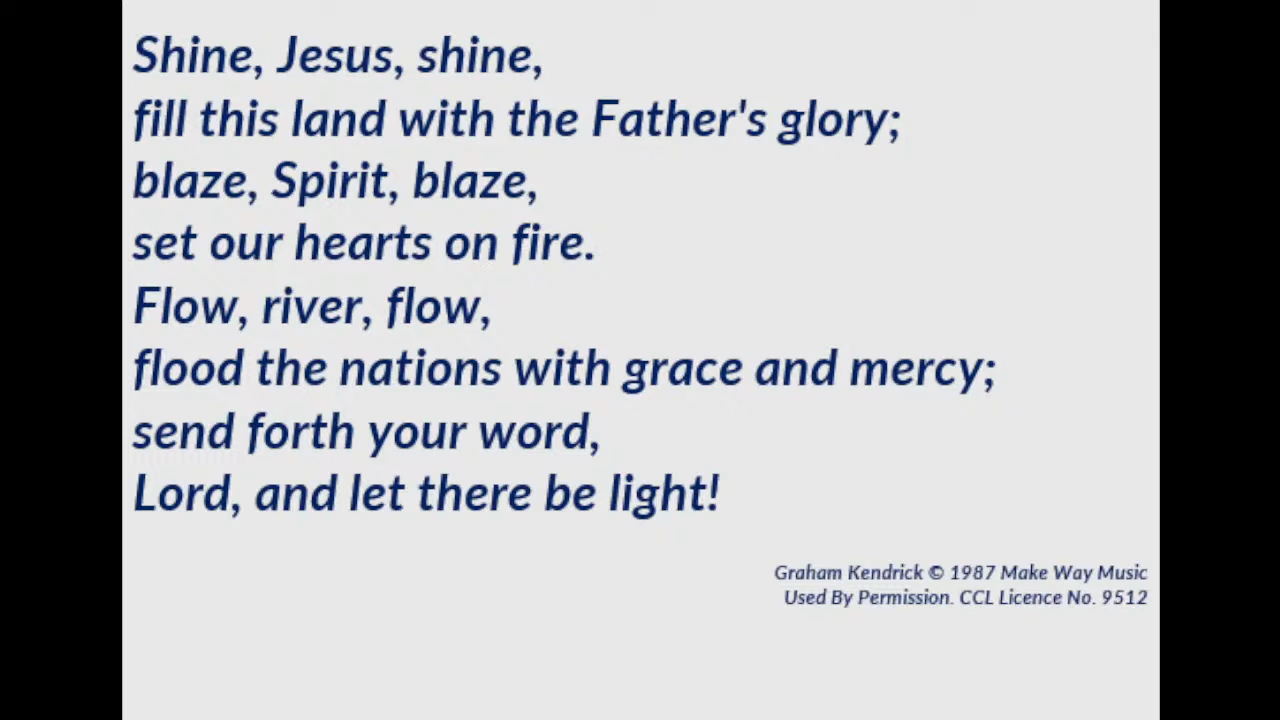 Shine, Jesus, shine,
fill this land with the Father's glory;
blaze, Spirit, blaze,
set our hearts on fire.
Flow, river, flow,
flood the nations with grace and mercy;
send forth your word,
Lord, and let there be light!
Graham Kendrick © 1987 Make Way Music
Used By Permission. CCL Licence No. 9512